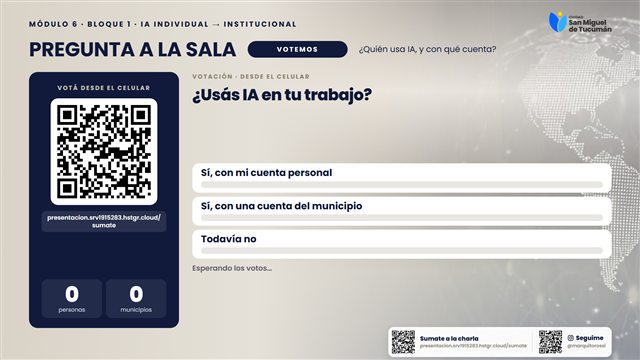 MÓDULO 6 · BLOQUE 1 · IA INDIVIDUAL → INSTITUCIONAL
PREGUNTA A LA SALA
VOTEMOS
¿Quién usa IA, y con qué cuenta?
CIUDAD
San Miguel
de Tucumán
VOTÁ DESDE EL CELULAR
presentacion.srv1915283.hstgr.cloud/
sumate
0
personas
0
municipios
VOTACIÓN · DESDE EL CELULAR
¿Usás IA en tu trabajo?
Sí, con mi cuenta personal
Sí, con una cuenta del municipio
Todavía no
Esperando los votos...
Sumate a la charla
presentacion.srv1915283.hstgr.cloud/sumate
Seguime
@marquitorossi